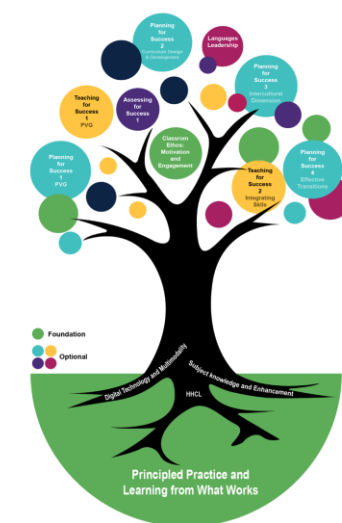 Planning
for
Success
2
Curriculum Design
& Development
Languages
Leadership
Planning
for
Success
3
Intercultural
Dimension
Teaching
for
Success
1
PVG
Assessing
for
Success
1
Classrom
Ethos:
Motivation
and
Engagement
Planning
for
Success
1
PVG
Teaching
for
Success
2
Integrating
Skills
Planning
for
Success
4
Effective
Transitions
Foundation
Optional
Digital Technology and Multimodality
Subject knowledge and Enhancement
HHCL
Principled Practice and
Learning from What Works